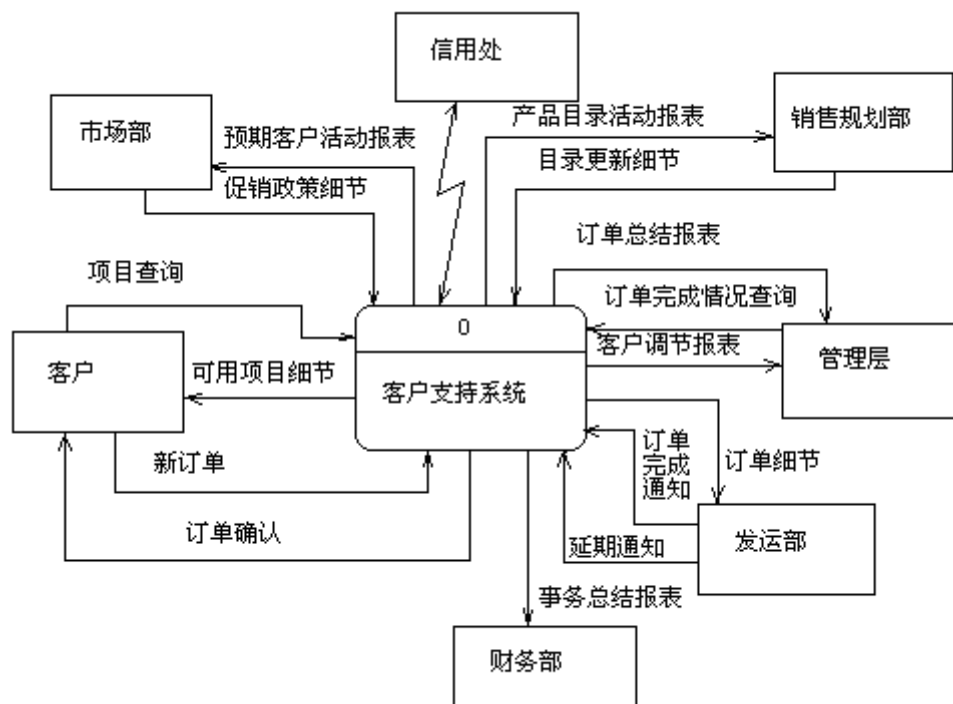 信用处
市场部
预期客户活动报表
促销政策细节
产品目录活动报表
目录更新细节
销售规划部
订单总结报表
项目查询
订单完成情况查询
0
客户调节报表
管理层
客户
可用项目细节
客户支持系统
新订单
订单
完成
通知
订单细节
订单确认
延期通知
发运部
事务总结报表
财务部